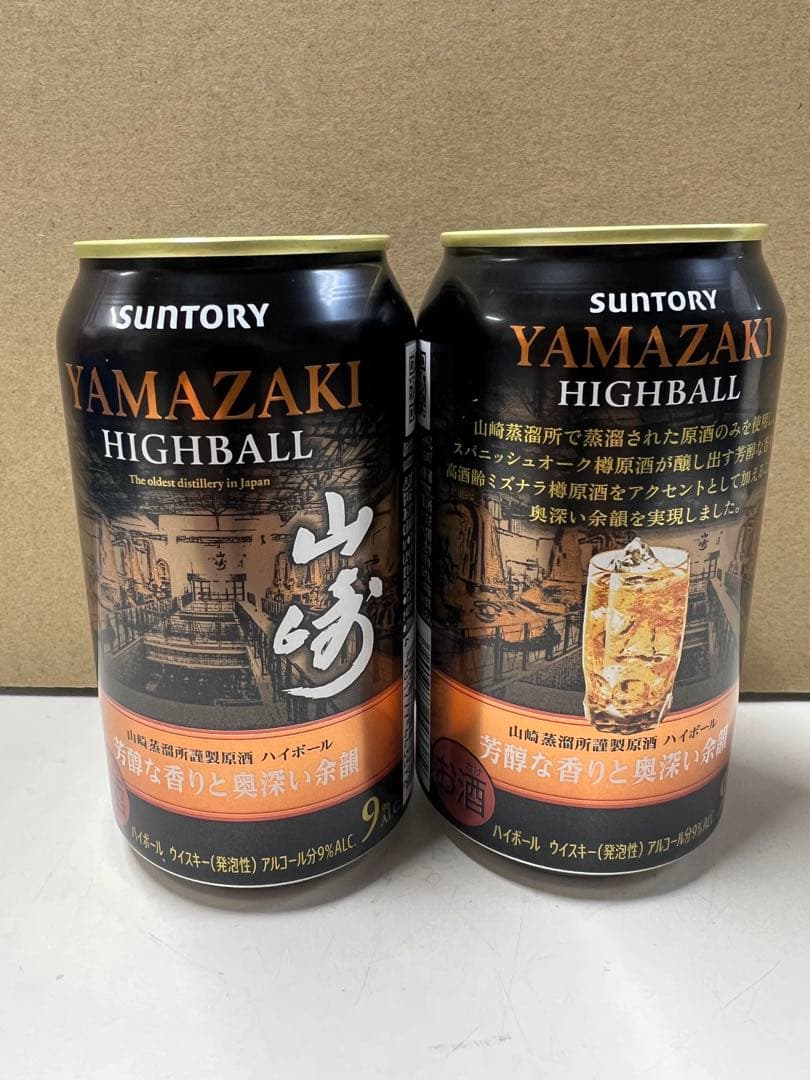 SUNTORY
YAMAZAKI
HIGHBALL
The oldest distillery in Japan
山崎
山崎蒸溜所謹製原酒 ハイボール
芳醇な香りと奥深い余韻
酒
9% ALC.
ハイボール ウイスキー(発泡性) アルコール分9%ALC.
SUNTORY
YAMAZAKI
HIGHBALL
山崎蒸溜所で蒸溜された原酒のみを使用
スパニッシュオーク樽原酒が醸し出す芳醇な香
高酒齢ミズナラ樽原酒をアクセントとして加える
奥深い余韻を実現しました。
山崎蒸溜所謹製原酒 ハイボール
芳醇な香りと奥深い余韻
お酒
ハイボール ウイスキー(発泡性) アルコール分9%ALC.